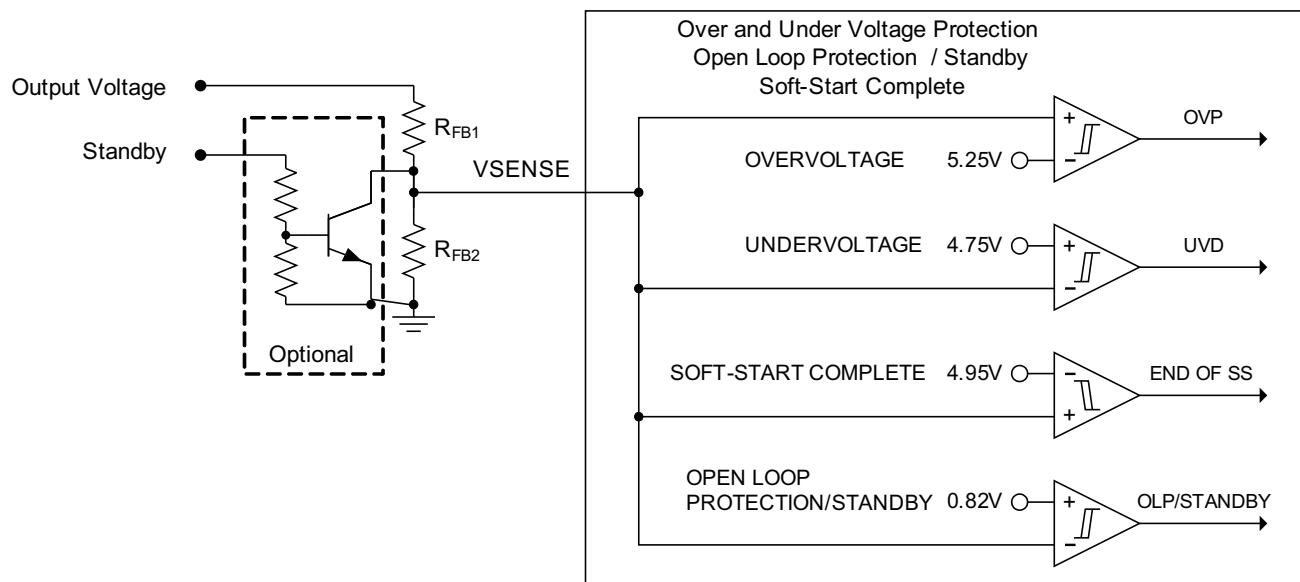 Over and Under Voltage Protection
Open Loop Protection / Standby
Soft-Start Complete
Output Voltage
Standby
RFB1
VSENSE
RFB2
Optional
OVERVOLTAGE 5.25V
+
−
OVP
UNDERVOLTAGE 4.75V
+
−
UVD
SOFT-START COMPLETE 4.95V
−
+
END OF SS
OPEN LOOP
PROTECTION/STANDBY 0.82V
+
−
OLP/STANDBY